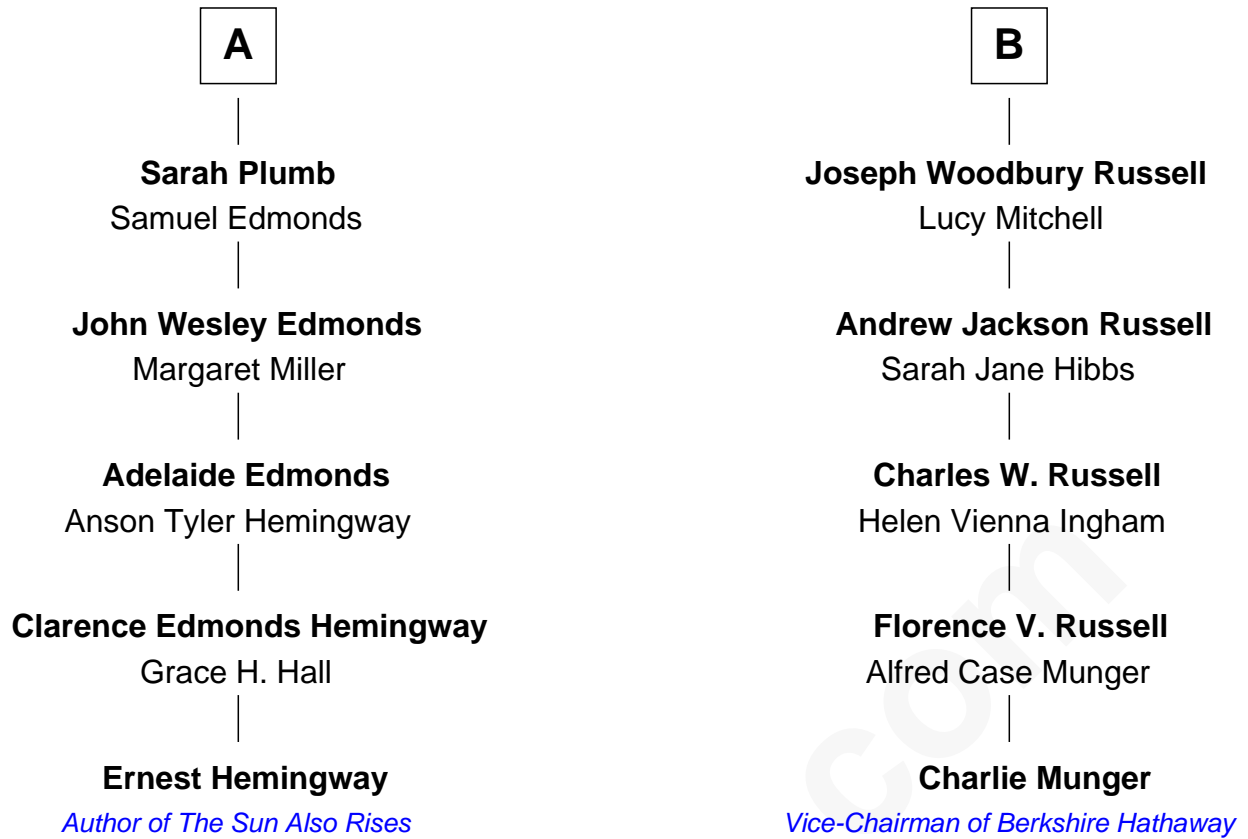 A
Sarah Plumb
Samuel Edmonds
John Wesley Edmonds
Margaret Miller
Adelaide Edmonds
Anson Tyler Hemingway
Clarence Edmonds Hemingway
Grace H. Hall
Ernest Hemingway
Author of The Sun Also Rises
B
Joseph Woodbury Russell
Lucy Mitchell
Andrew Jackson Russell
Sarah Jane Hibbs
Charles W. Russell
Helen Vienna Ingham
Florence V. Russell
Alfred Case Munger
Charlie Munger
Vice-Chairman of Berkshire Hathaway
com